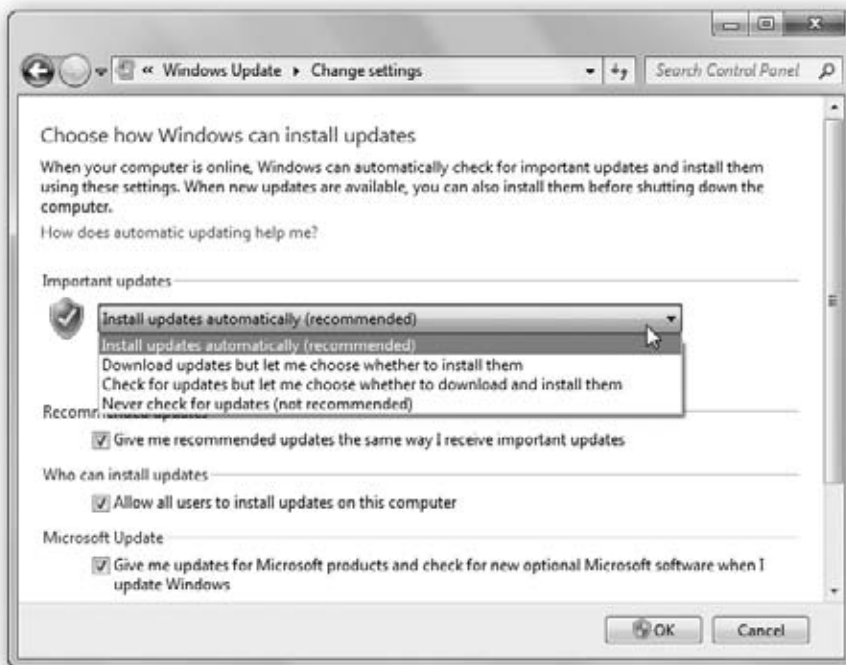 « Windows Update ▸ Change settings
Search Control Panel
Choose how Windows can install updates
When your computer is online, Windows can automatically check for important updates and install them
using these settings. When new updates are available, you can also install them before shutting down the
computer.
How does automatic updating help me?
Important updates
Install updates automatically (recommended)
Install updates automatically (recommended)
Download updates but let me choose whether to install them
Check for updates but let me choose whether to download and install them
Never check for updates (not recommended)
Recommended updates
Give me recommended updates the same way I receive important updates
Who can install updates
Allow all users to install updates on this computer
Microsoft Update
Give me updates for Microsoft products and check for new optional Microsoft software when I
update Windows
OK
Cancel